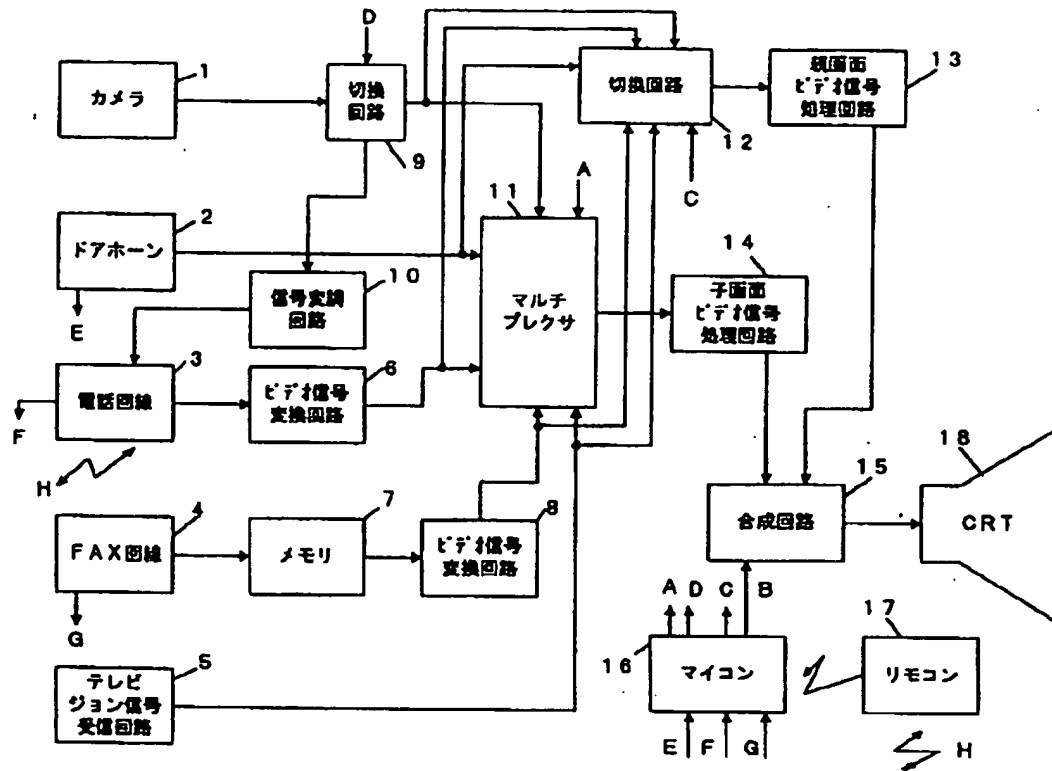 D
1
カメラ
切換
回路
9
切換回路
12
C
親画面
ビデオ信号
処理回路
13
2
ドアホーン
E
10
信号変調
回路
11
A
マルチ
プレクサ
14
子画面
ビデオ信号
処理回路
3
電話回線
F
H
6
ビデオ信号
変換回路
4
FAX回線
G
7
メモリ
8
ビデオ信号
変換回路
15
合成回路
18
CRT
5
テレビ
ジョン信号
受信回路
A D C B
16
マイコン
E F G
17
リモコン
H